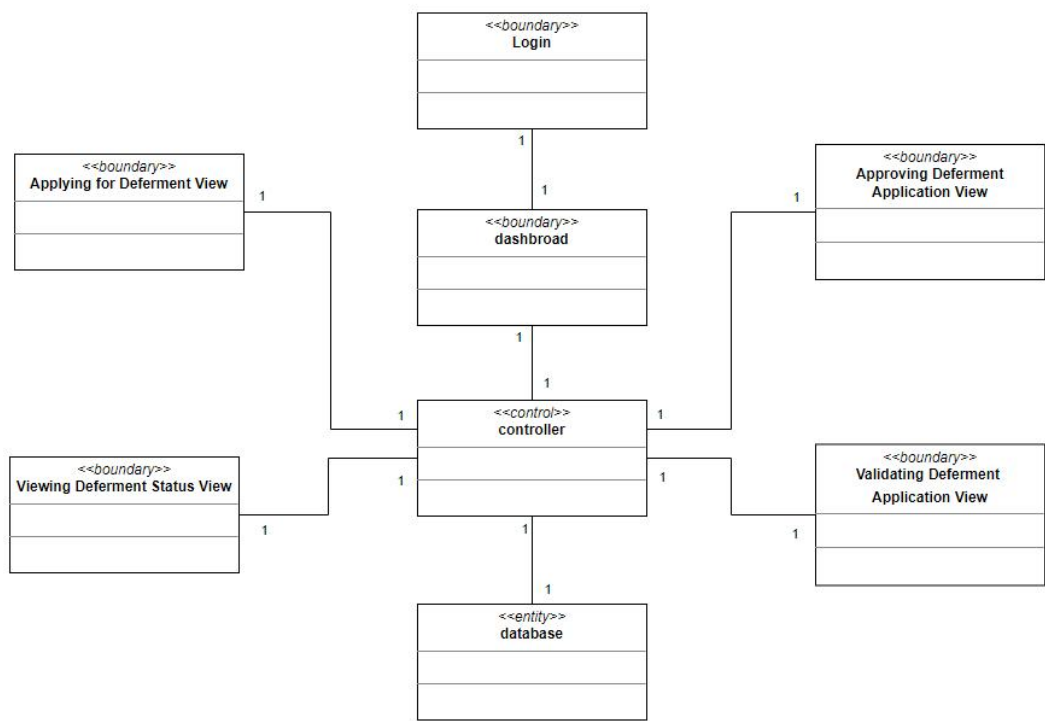 <<boundary>>
Login
1
1
<<boundary>>
Applying for Deferment View
1
<<boundary>>
Approving Deferment
Application View
1
<<boundary>>
dashbroad
1
1
1
<<control>>
controller
1
1
1
1
<<boundary>>
Viewing Deferment Status View
1
<<boundary>>
Validating Deferment
Application View
1
1
<<entity>>
database